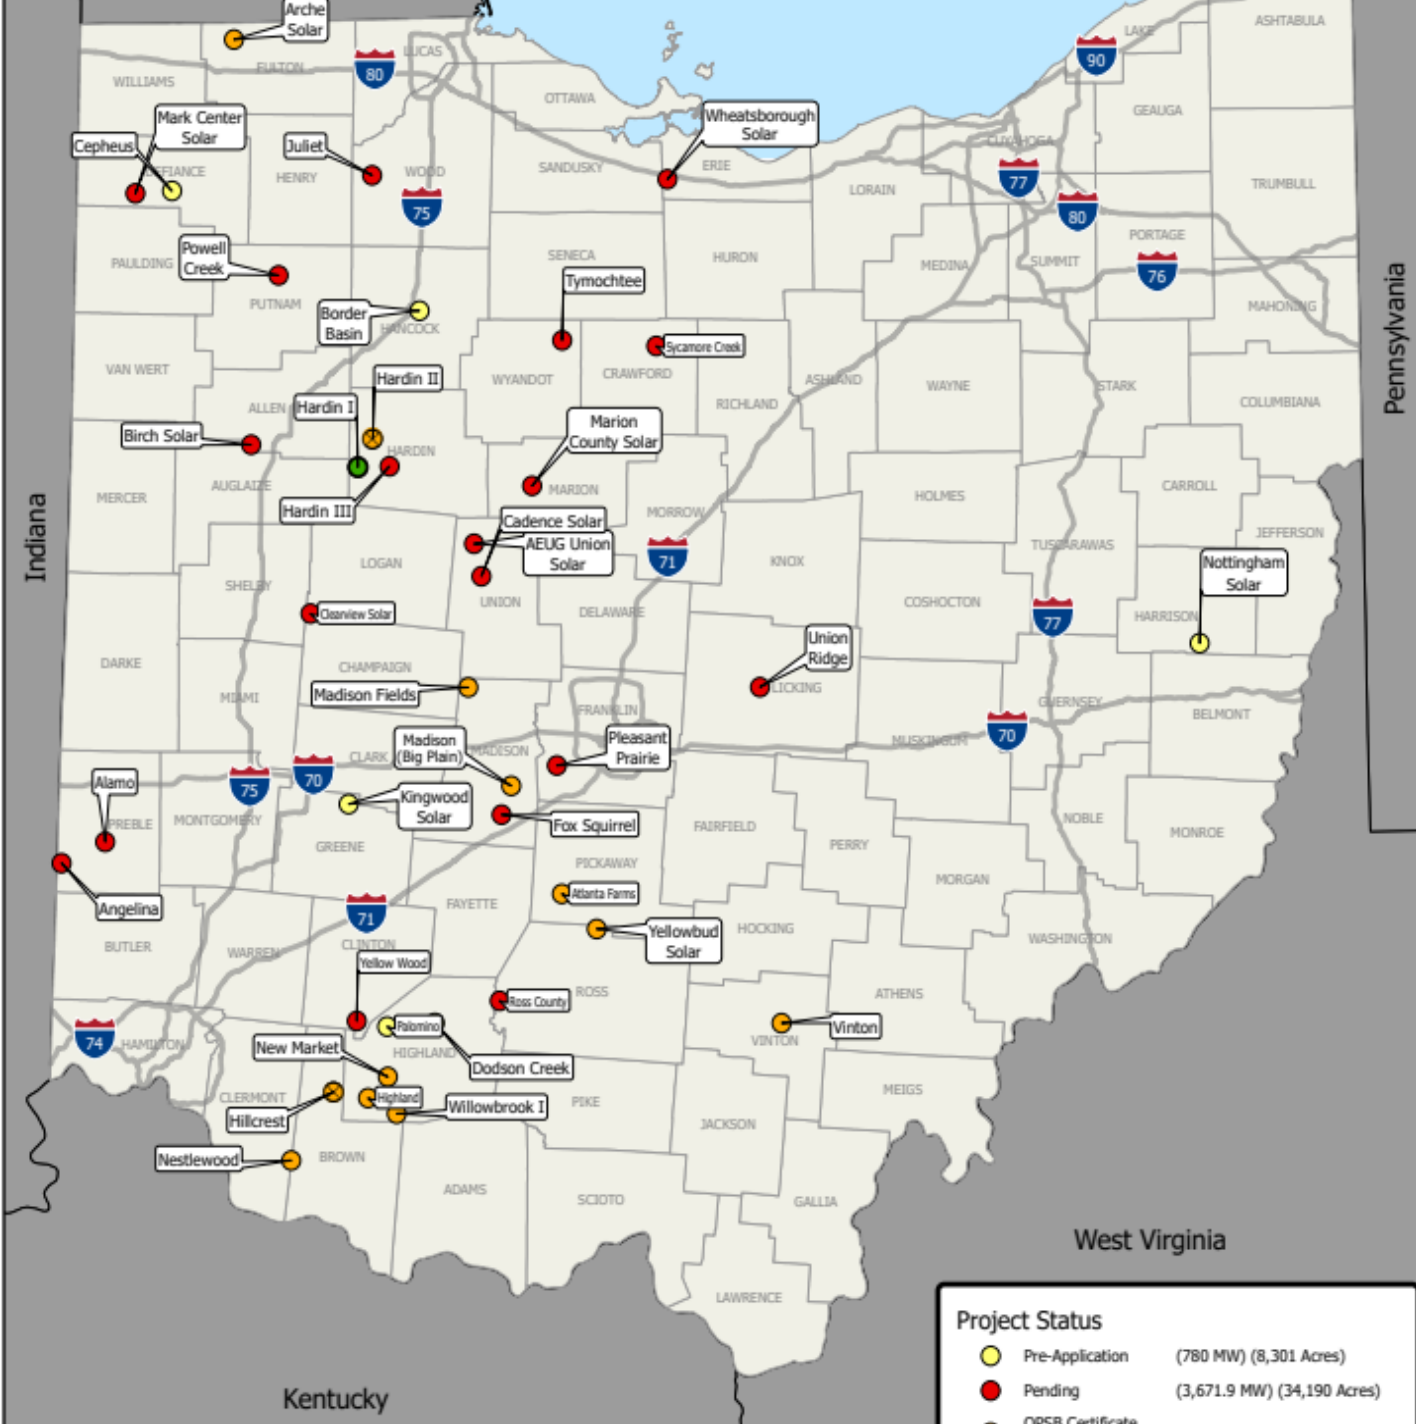 Arche
Solar
LAKE
ASHTABULA
90
LUCAS
FULTON
80
WILLIAMS
OTTAWA
GEAUGA
Mark Center
Solar
Wheatsborough
Solar
Cepheus
Juliet
CUYAHOGA
DEFIANCE
HENRY
WOOD
SANDUSKY
ERIE
LORAIN
77
TRUMBULL
75
80
Powell
Creek
PAULDING
SENECA
HURON
MEDINA
SUMMIT
PORTAGE
76
Tymochtee
PUTNAM
MAHONING
Border
Basin
HANCOCK
Sycamore Creek
Pennsylvania
VAN WERT
WYANDOT
CRAWFORD
ASHLAND
WAYNE
STARK
Hardin II
ALLEN
Hardin I
RICHLAND
COLUMBIANA
Birch Solar
Marion
County Solar
HARDIN
MERCER
AUGLAIZE
MARION
HOLMES
CARROLL
Hardin III
MORROW
Indiana
Cadence Solar
AEUG Union
Solar
JEFFERSON
TUSCARAWAS
71
LOGAN
KNOX
Nottingham
Solar
SHELBY
UNION
DELAWARE
COSHOCTON
Clearview Solar
77
HARRISON
DARKE
CHAMPAIGN
Union
Ridge
LICKING
MIAMI
Madison Fields
FRANKLIN
GUERNSEY
BELMONT
Madison
(Big Plain)
MADISON
Pleasant
Prairie
MUSKINGUM
70
CLARK
Alamo
75
70
Kingwood
Solar
PREBLE
MONTGOMERY
Fox Squirrel
FAIRFIELD
NOBLE
MONROE
GREENE
PERRY
PICKAWAY
MORGAN
Atlanta Farms
Angelina
71
FAYETTE
Yellowbud
Solar
HOCKING
BUTLER
WARREN
CLINTON
WASHINGTON
Yellow Wood
Ross County
ROSS
ATHENS
Palomino
Vinton
74
HAMILTON
New Market
HIGHLAND
VINTON
Dodson Creek
CLERMONT
Highland
Willowbrook I
PIKE
MEIGS
Hillcrest
JACKSON
Nestlewood
BROWN
ADAMS
SCIOTO
GALLIA
West Virginia
LAWRENCE
Project Status
Pre-Application (780 MW) (8,301 Acres)
Pending (3,671.9 MW) (34,190 Acres)
OPSB Certificate
Kentucky